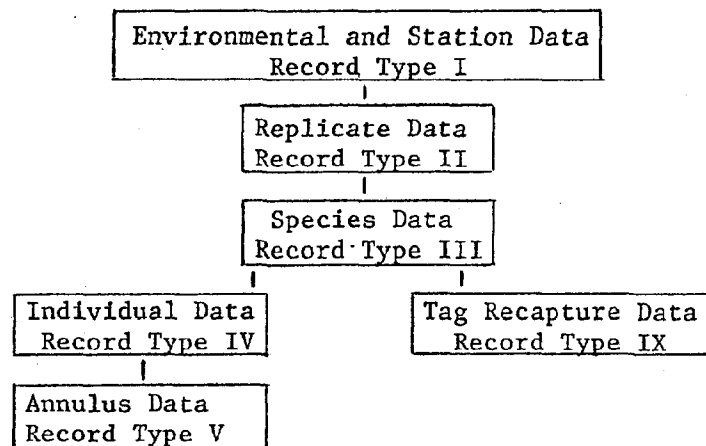 Environmental and Station Data
Record Type I
Replicate Data
Record Type II
Species Data
Record Type III
Individual Data
Record Type IV
Tag Recapture Data
Record Type IX
Annulus Data
Record Type V